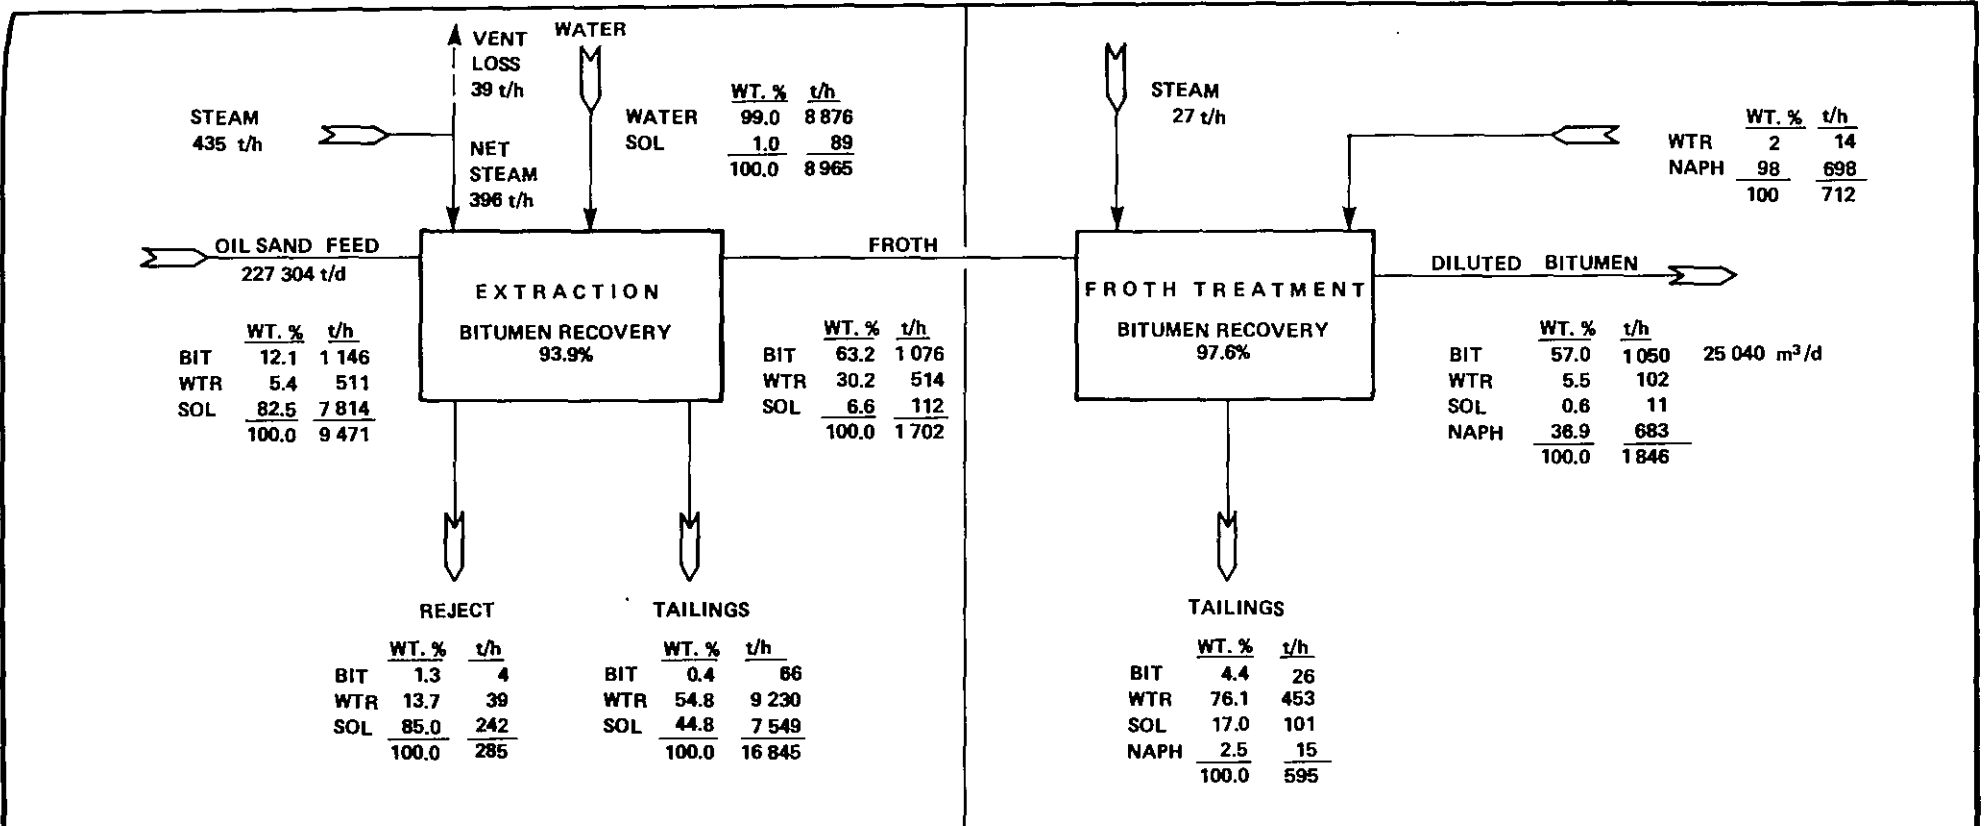 VENT
LOSS
39 t/h
WATER
STEAM
435 t/h
NET
STEAM
396 t/h
WT. % t/h
WATER 99.0 8 876
SOL 1.0 89
100.0 8 965
STEAM
27 t/h
WT. % t/h
WTR 2 14
NAPH 98 698
100 712
OIL SAND FEED
227 304 t/d
EXTRACTION
BITUMEN RECOVERY
93.9%
FROTH
FROTH TREATMENT
BITUMEN RECOVERY
97.6%
DILUTED BITUMEN
WT. % t/h
BIT 12.1 1 146
WTR 5.4 511
SOL 82.5 7 814
100.0 9 471
WT. % t/h
BIT 63.2 1 076
WTR 30.2 514
SOL 6.6 112
100.0 1 702
WT. % t/h
BIT 57.0 1 050 25 040 m³/d
WTR 5.5 102
SOL 0.6 11
NAPH 36.9 683
100.0 1 846
REJECT
WT. % t/h
BIT 1.3 4
WTR 13.7 39
SOL 85.0 242
100.0 285
TAILINGS
WT. % t/h
BIT 0.4 66
WTR 54.8 9 230
SOL 44.8 7 549
100.0 16 845
TAILINGS
WT. % t/h
BIT 4.4 26
WTR 76.1 453
SOL 17.0 101
NAPH 2.5 15
100.0 595